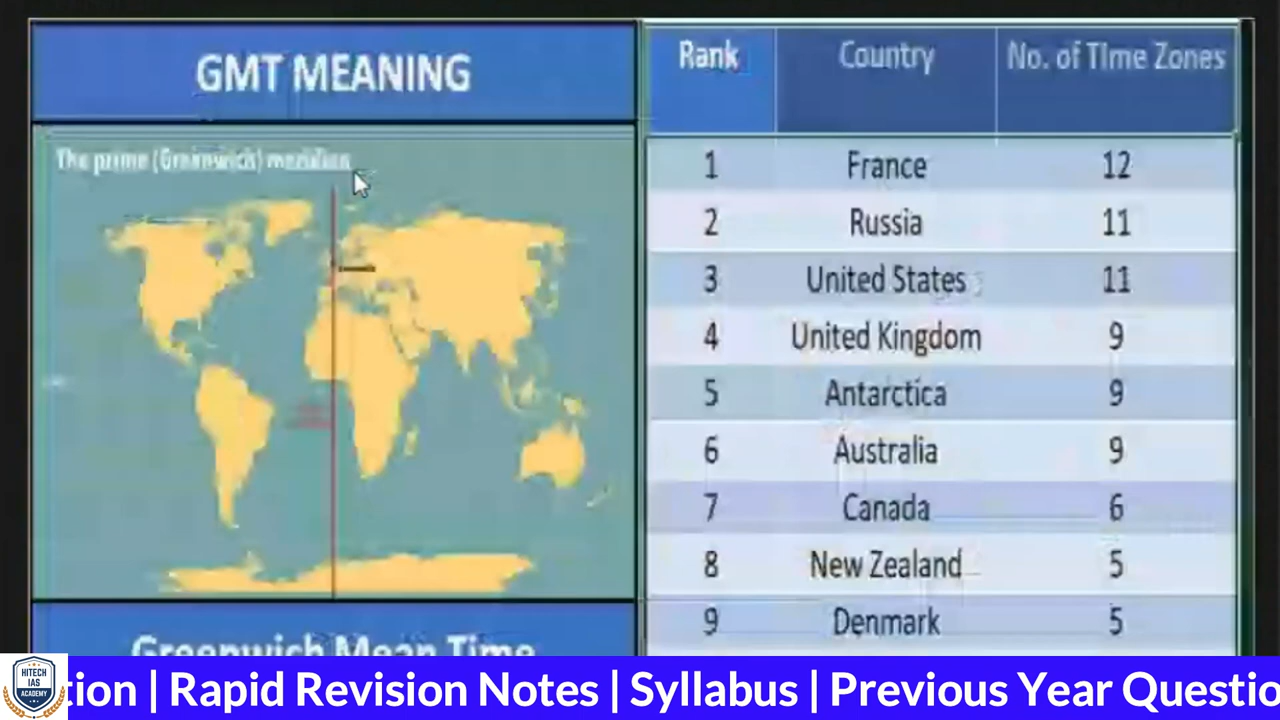 GMT MEANING
The prime (Greenwich) meridian
Greenwich Mean Time
Rank Country No. of TIme Zones
1 France 12
2 Russia 11
3 United States 11
4 United Kingdom 9
5 Antarctica 9
6 Australia 9
7 Canada 6
8 New Zealand 5
9 Denmark 5
HITECH
IAS
ACADEMY
tion | Rapid Revision Notes | Syllabus | Previous Year Questio